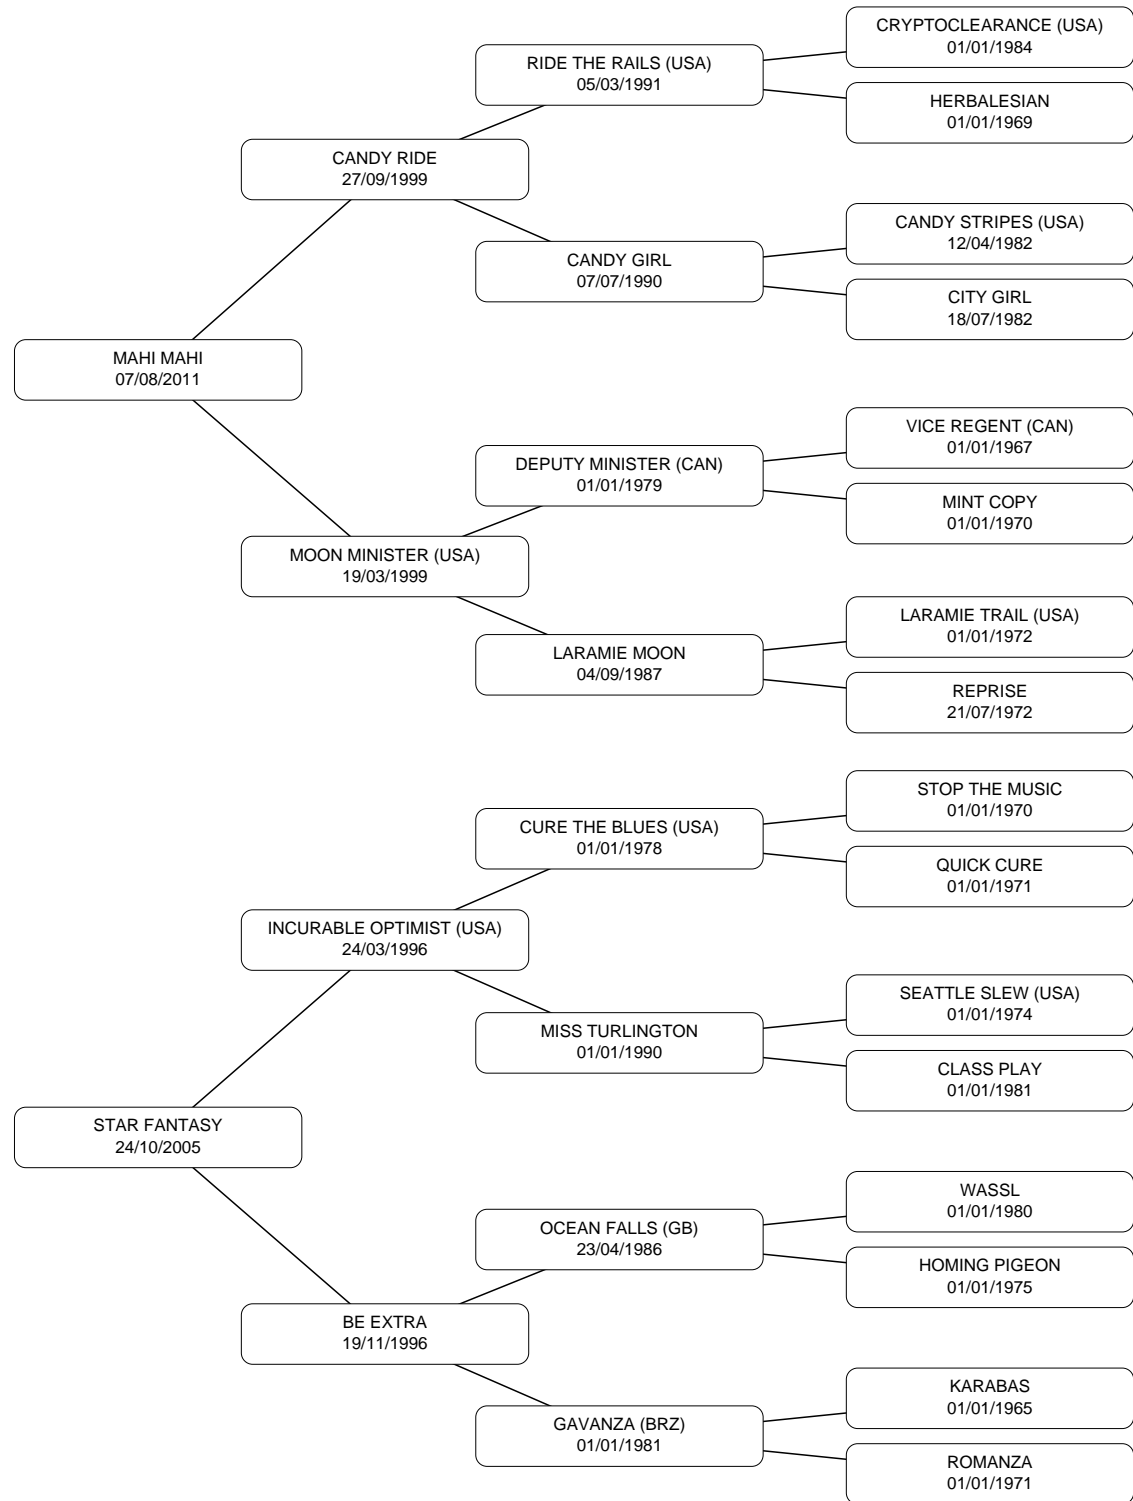 CRYPTOCLEARANCE (USA)
01/01/1984
RIDE THE RAILS (USA)
05/03/1991
HERBALESIAN
01/01/1969
CANDY RIDE
27/09/1999
CANDY STRIPES (USA)
12/04/1982
CANDY GIRL
07/07/1990
CITY GIRL
18/07/1982
MAHI MAHI
07/08/2011
VICE REGENT (CAN)
01/01/1967
DEPUTY MINISTER (CAN)
01/01/1979
MINT COPY
01/01/1970
MOON MINISTER (USA)
19/03/1999
LARAMIE TRAIL (USA)
01/01/1972
LARAMIE MOON
04/09/1987
REPRISE
21/07/1972
STOP THE MUSIC
01/01/1970
CURE THE BLUES (USA)
01/01/1978
QUICK CURE
01/01/1971
INCURABLE OPTIMIST (USA)
24/03/1996
SEATTLE SLEW (USA)
01/01/1974
MISS TURLINGTON
01/01/1990
CLASS PLAY
01/01/1981
STAR FANTASY
24/10/2005
WASSL
01/01/1980
OCEAN FALLS (GB)
23/04/1986
HOMING PIGEON
01/01/1975
BE EXTRA
19/11/1996
KARABAS
01/01/1965
GAVANZA (BRZ)
01/01/1981
ROMANZA
01/01/1971